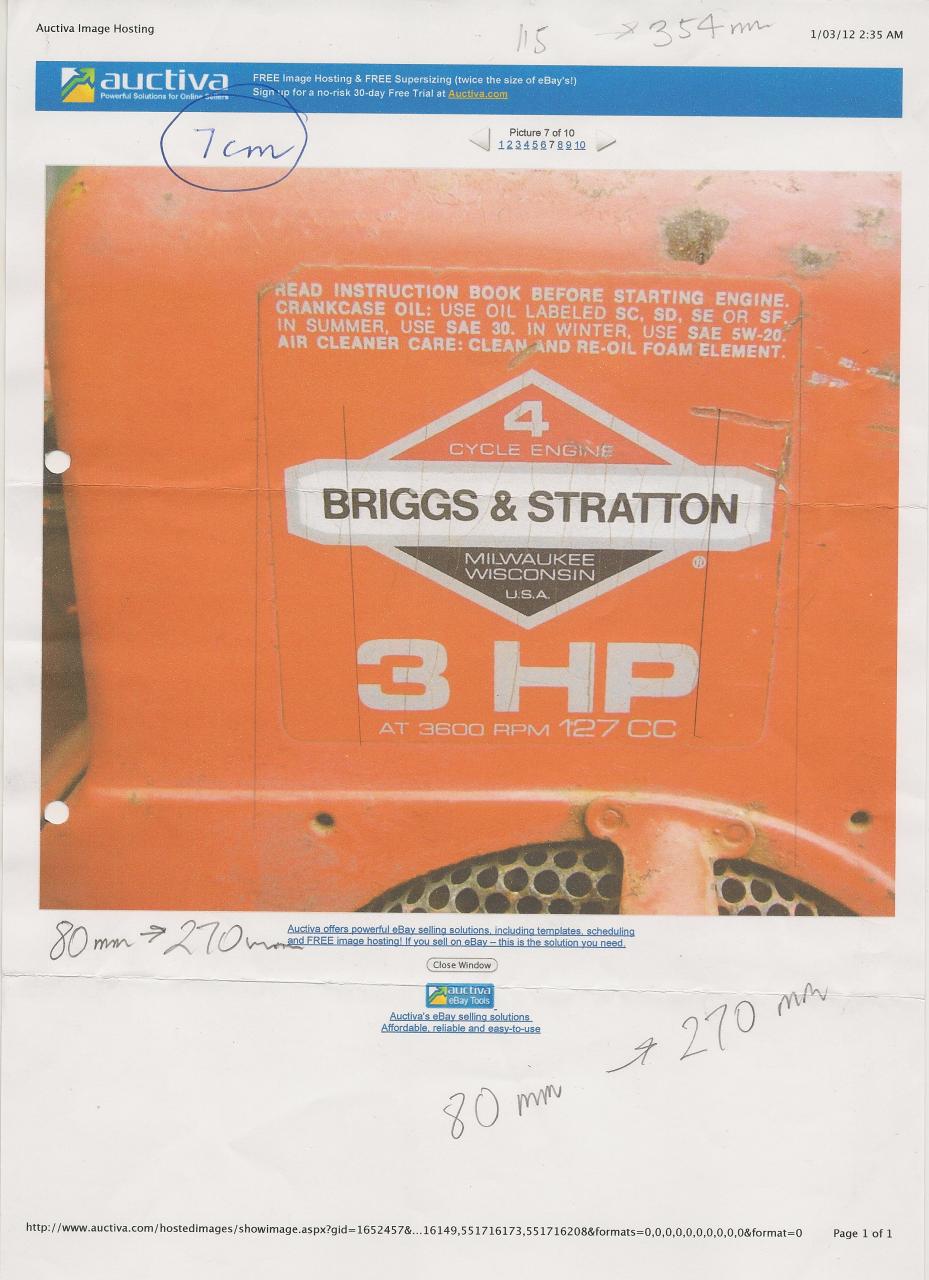 Auctiva Image Hosting
115 → 354 mm
1/03/12 2:35 AM
auctiva
Powerful Solutions for Online Sellers
FREE Image Hosting & FREE Supersizing (twice the size of eBay's!)
Sign up for a no-risk 30-day Free Trial at Auctiva.com
7cm
Picture 7 of 10
1 2 3 4 5 6 7 8 9 10
READ INSTRUCTION BOOK BEFORE STARTING ENGINE.
CRANKCASE OIL: USE OIL LABELED SC, SD, SE OR SF.
IN SUMMER, USE SAE 30. IN WINTER, USE SAE 5W-20.
AIR CLEANER CARE: CLEAN AND RE-OIL FOAM ELEMENT.
4
CYCLE ENGINE
BRIGGS & STRATTON
MILWAUKEE
WISCONSIN
U.S.A.
®
3 HP
AT 3600 RPM 127 CC
80 mm → 270 mm
Auctiva offers powerful eBay selling solutions, including templates, scheduling
and FREE image hosting! If you sell on eBay – this is the solution you need.
Close Window
auctiva
eBay Tools
Auctiva's eBay selling solutions
Affordable, reliable and easy-to-use
80 mm → 270 mm
http://www.auctiva.com/hostedimages/showimage.aspx?gid=1652457&...16149,551716173,551716208&formats=0,0,0,0,0,0,0,0,0,0&format=0
Page 1 of 1